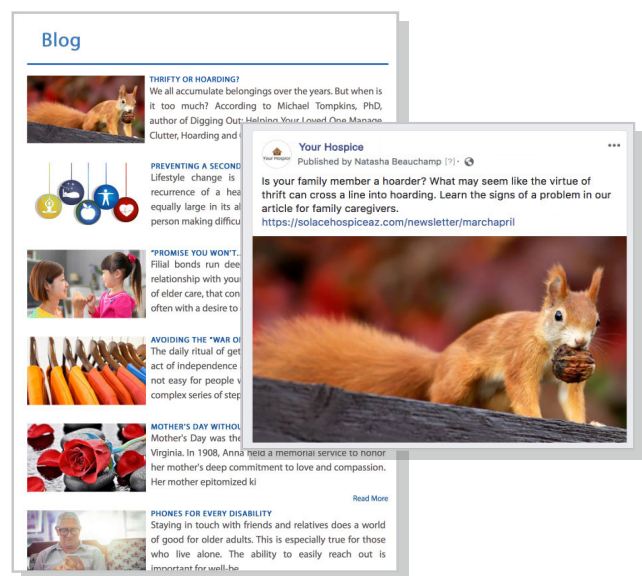 Blog
THRIFTY OR HOARDING?
We all accumulate belongings over the years. But when is
it too much? According to Michael Tompkins, PhD,
author of Digging Out: Helping Your Loved One Manage
Clutter, Hoarding and
PREVENTING A SECOND
Lifestyle change is
recurrence of a hea
equally large in its al
person making difficu
"PROMISE YOU WON'T...
Filial bonds run dee
relationship with your
of elder care, that con
often with a desire to
AVOIDING THE "WAR O
The daily ritual of get
act of independence
not easy for people w
complex series of step
MOTHER'S DAY WITHOU
Mother's Day was the
Virginia. In 1908, Anna held a memorial service to honor
her mother's deep commitment to love and compassion.
Her mother epitomized ki
Read More
PHONES FOR EVERY DISABILITY
Staying in touch with friends and relatives does a world
of good for older adults. This is especially true for those
who live alone. The ability to easily reach out is
important for well-be
Your Hospice
Your Hospice
Published by Natasha Beauchamp [?] ·
Is your family member a hoarder? What may seem like the virtue of
thrift can cross a line into hoarding. Learn the signs of a problem in our
article for family caregivers.
https://solacehospiceaz.com/newsletter/marchapril